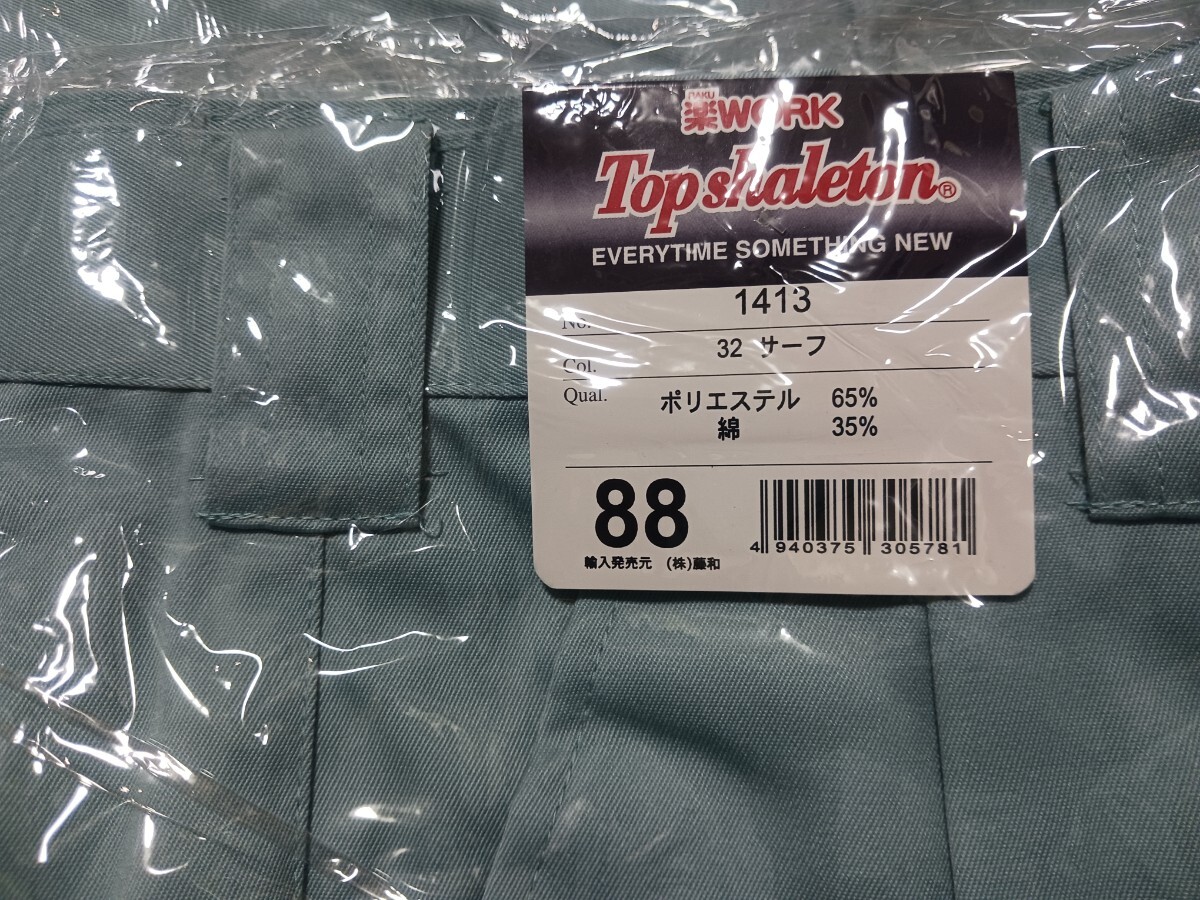 RAKU
楽WORK
Top shaleton®
EVERYTIME SOMETHING NEW
No. 1413
Col. 32 サーフ
Qual. ポリエステル 65%
綿 35%
88
4 940375 305781
輸入発売元 (株)藤和